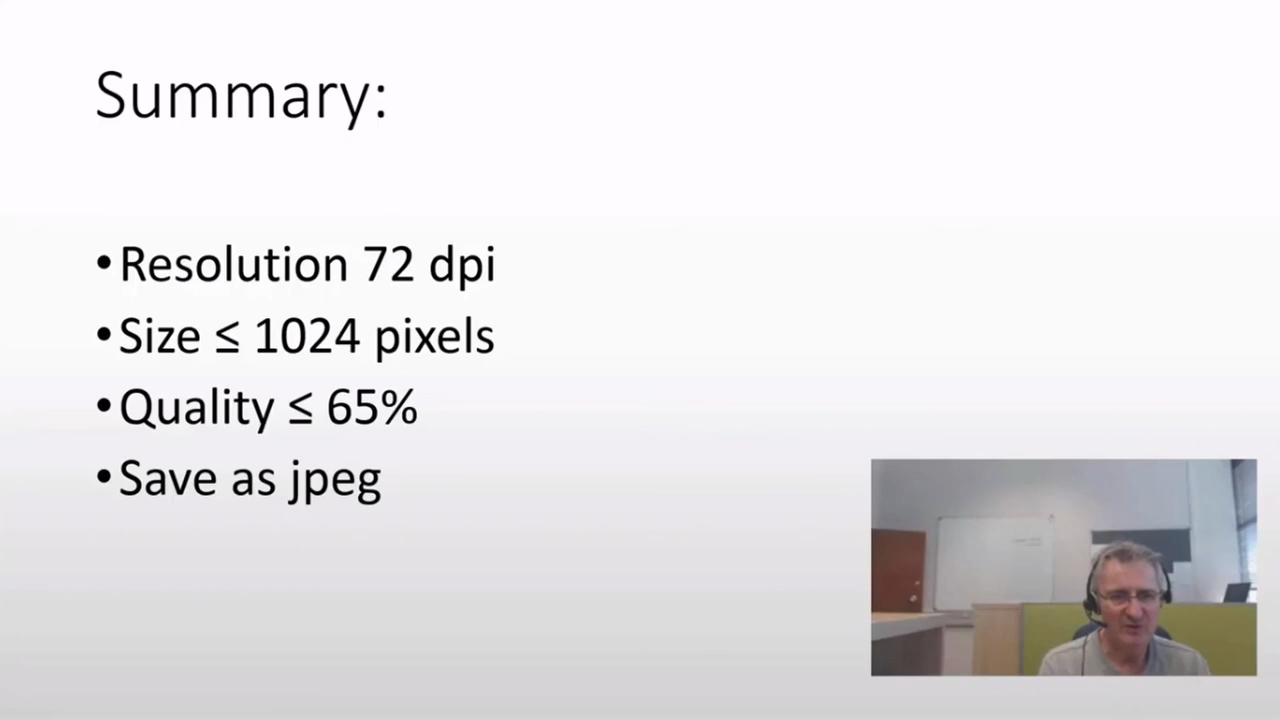 Summary:
•Resolution 72 dpi
•Size ≤ 1024 pixels
•Quality ≤ 65%
•Save as jpeg